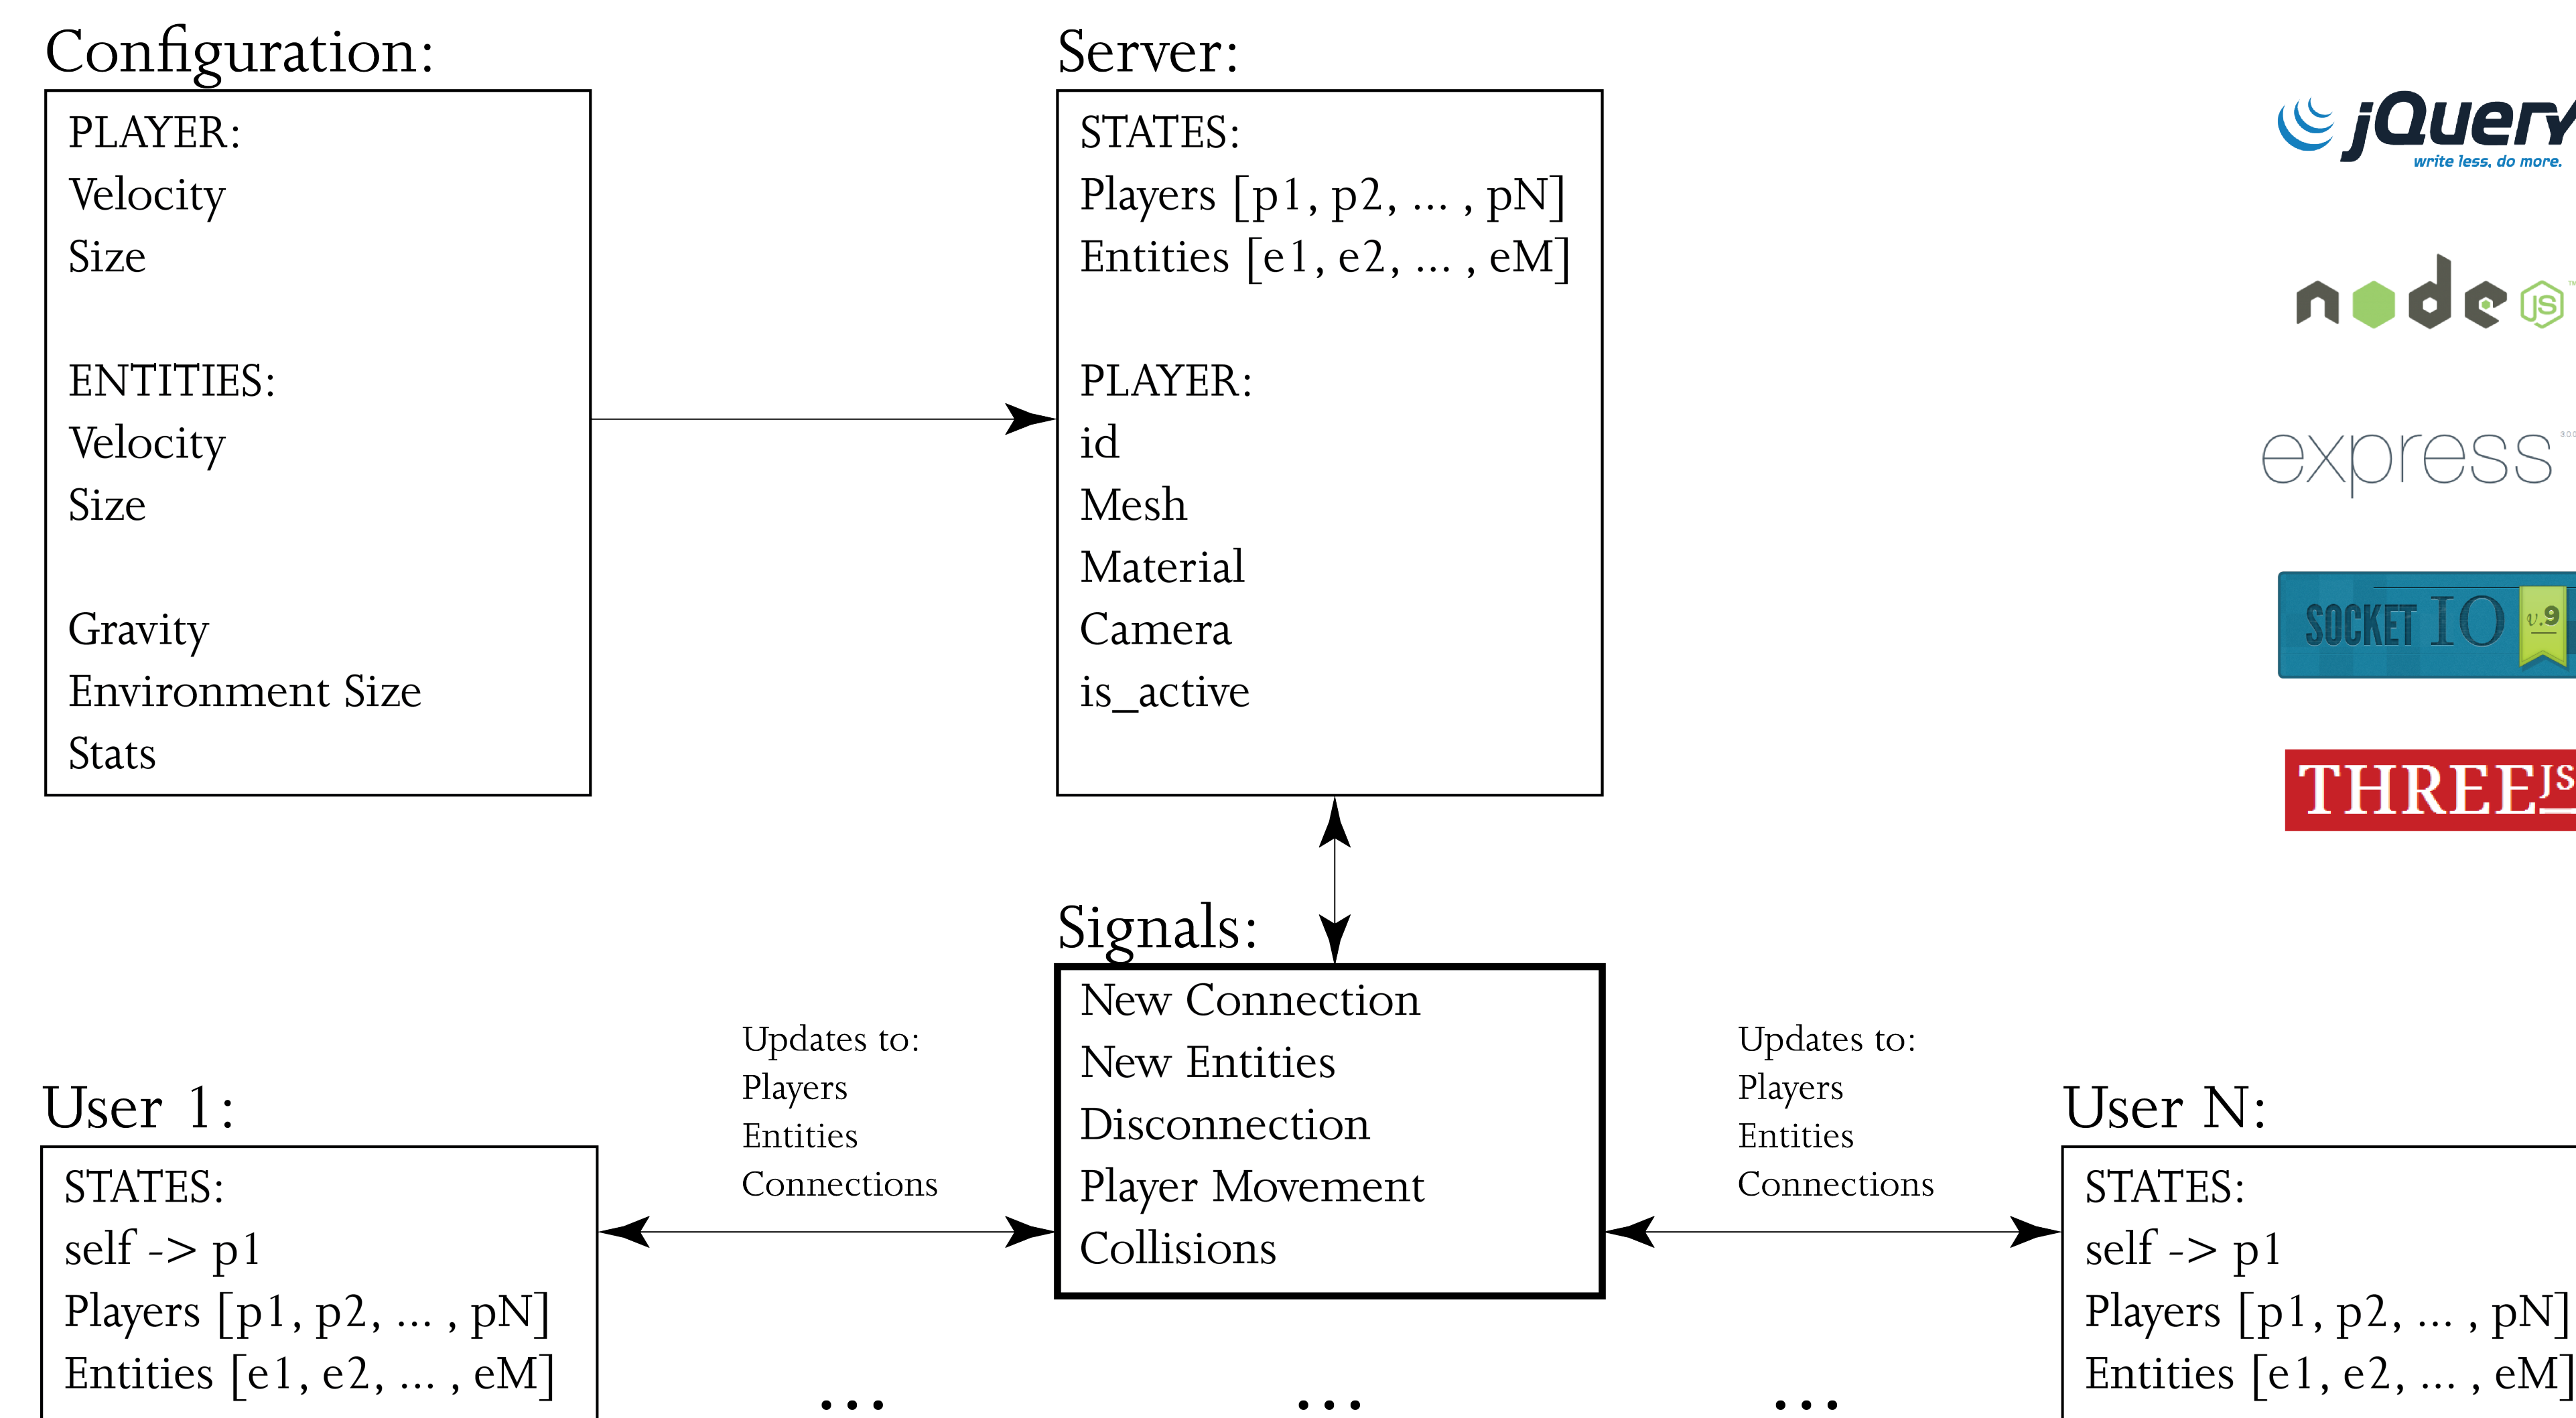 Configuration:
PLAYER:
Velocity
Size
ENTITIES:
Velocity
Size
Gravity
Environment Size
Stats
Server:
STATES:
Players [p1, p2, ... , pN]
Entities [e1, e2, ... , eM]
PLAYER:
id
Mesh
Material
Camera
is_active
jQuery
write less, do more.
node JS
express
SOCKET IO v.9
THREE JS
Signals:
New Connection
New Entities
Disconnection
Player Movement
Collisions
Updates to:
Players
Entities
Connections
Updates to:
Players
Entities
Connections
User 1:
STATES:
self -> p1
Players [p1, p2, ... , pN]
Entities [e1, e2, ... , eM]
...
...
...
User N:
STATES:
self -> p1
Players [p1, p2, ... , pN]
Entities [e1, e2, ... , eM]